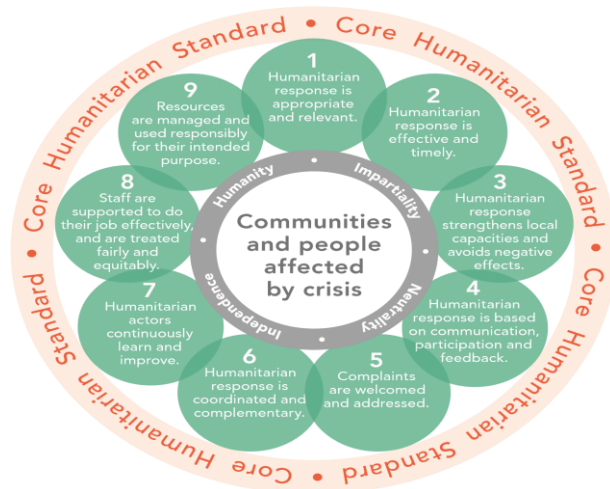 Core Humanitarian Standard • Core Humanitarian Standard • Core Humanitarian Standard • Core Humanitarian Standard •
1
Humanitarian
response is
appropriate
and relevant.
2
Humanitarian
response is
effective and
timely.
3
Humanitarian
response
strengthens local
capacities and
avoids negative
effects.
4
Humanitarian
response is based
on communication,
participation and
feedback.
5
Complaints
are welcomed
and addressed.
6
Humanitarian
response is
coordinated and
complementary.
7
Humanitarian
actors
continuously
learn and
improve.
8
Staff are
supported to do
their job effectively,
and are treated
fairly and
equitably.
9
Resources
are managed and
used responsibly
for their intended
purpose.
Humanity • Impartiality • Neutrality • Independence •
Communities
and people
affected
by crisis